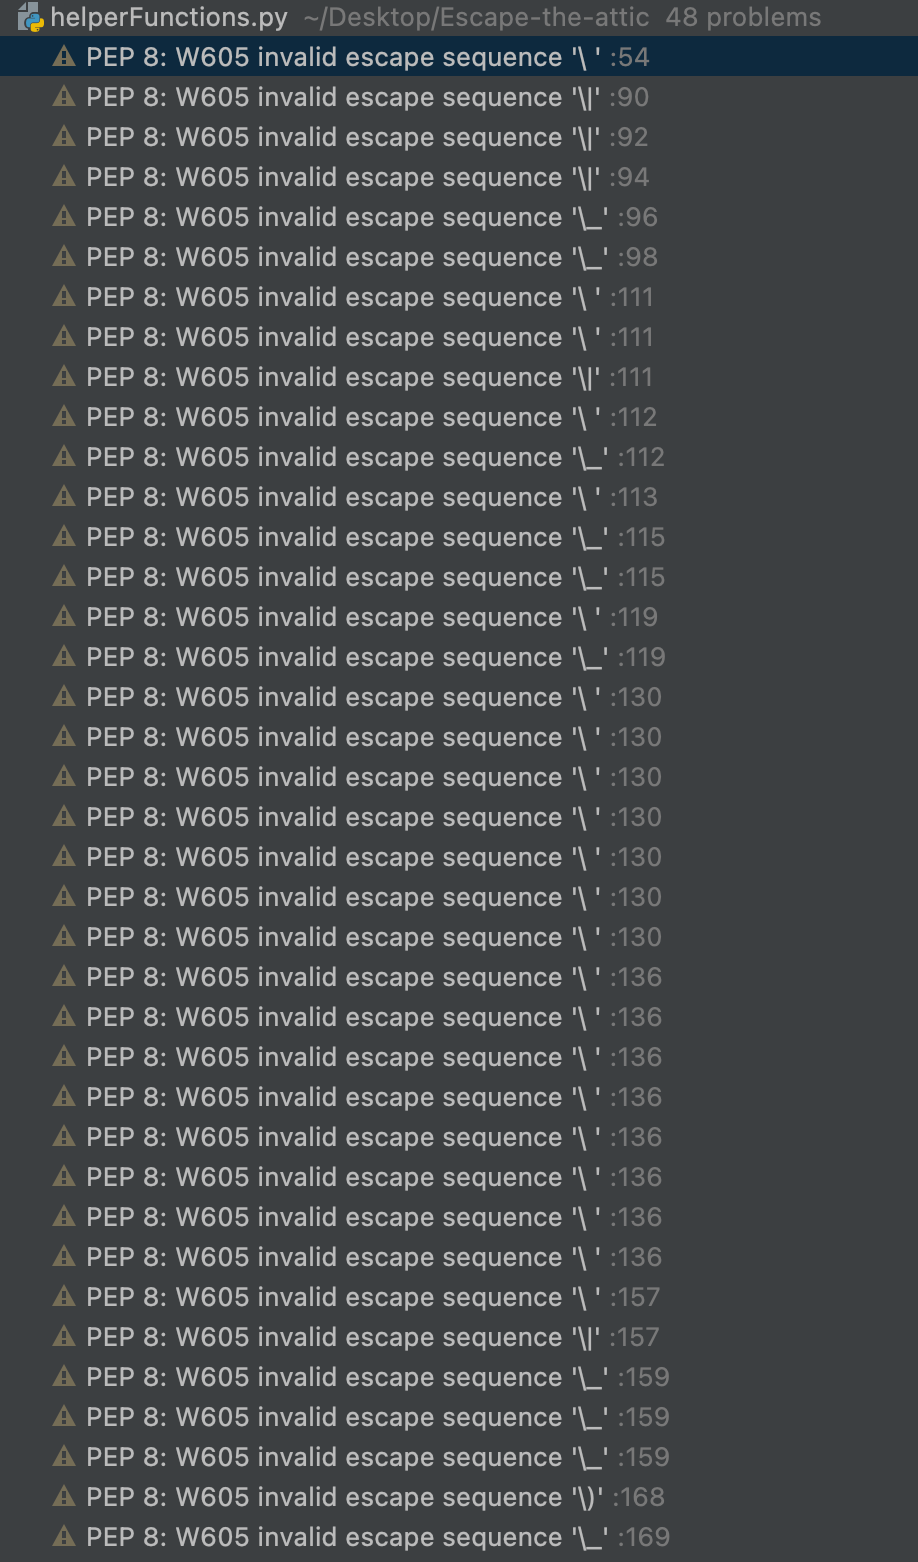 helperFunctions.py ~/Desktop/Escape-the-attic 48 problems
PEP 8: W605 invalid escape sequence '\ ' :54
PEP 8: W605 invalid escape sequence '\|' :90
PEP 8: W605 invalid escape sequence '\|' :92
PEP 8: W605 invalid escape sequence '\|' :94
PEP 8: W605 invalid escape sequence '\_' :96
PEP 8: W605 invalid escape sequence '\_' :98
PEP 8: W605 invalid escape sequence '\ ' :111
PEP 8: W605 invalid escape sequence '\ ' :111
PEP 8: W605 invalid escape sequence '\|' :111
PEP 8: W605 invalid escape sequence '\ ' :112
PEP 8: W605 invalid escape sequence '\_' :112
PEP 8: W605 invalid escape sequence '\ ' :113
PEP 8: W605 invalid escape sequence '\_' :115
PEP 8: W605 invalid escape sequence '\_' :115
PEP 8: W605 invalid escape sequence '\ ' :119
PEP 8: W605 invalid escape sequence '\_' :119
PEP 8: W605 invalid escape sequence '\ ' :130
PEP 8: W605 invalid escape sequence '\ ' :130
PEP 8: W605 invalid escape sequence '\ ' :130
PEP 8: W605 invalid escape sequence '\ ' :130
PEP 8: W605 invalid escape sequence '\ ' :130
PEP 8: W605 invalid escape sequence '\ ' :130
PEP 8: W605 invalid escape sequence '\ ' :130
PEP 8: W605 invalid escape sequence '\ ' :136
PEP 8: W605 invalid escape sequence '\ ' :136
PEP 8: W605 invalid escape sequence '\ ' :136
PEP 8: W605 invalid escape sequence '\ ' :136
PEP 8: W605 invalid escape sequence '\ ' :136
PEP 8: W605 invalid escape sequence '\ ' :136
PEP 8: W605 invalid escape sequence '\ ' :136
PEP 8: W605 invalid escape sequence '\ ' :136
PEP 8: W605 invalid escape sequence '\ ' :157
PEP 8: W605 invalid escape sequence '\|' :157
PEP 8: W605 invalid escape sequence '\_' :159
PEP 8: W605 invalid escape sequence '\_' :159
PEP 8: W605 invalid escape sequence '\_' :159
PEP 8: W605 invalid escape sequence '\)' :168
PEP 8: W605 invalid escape sequence '\_' :169